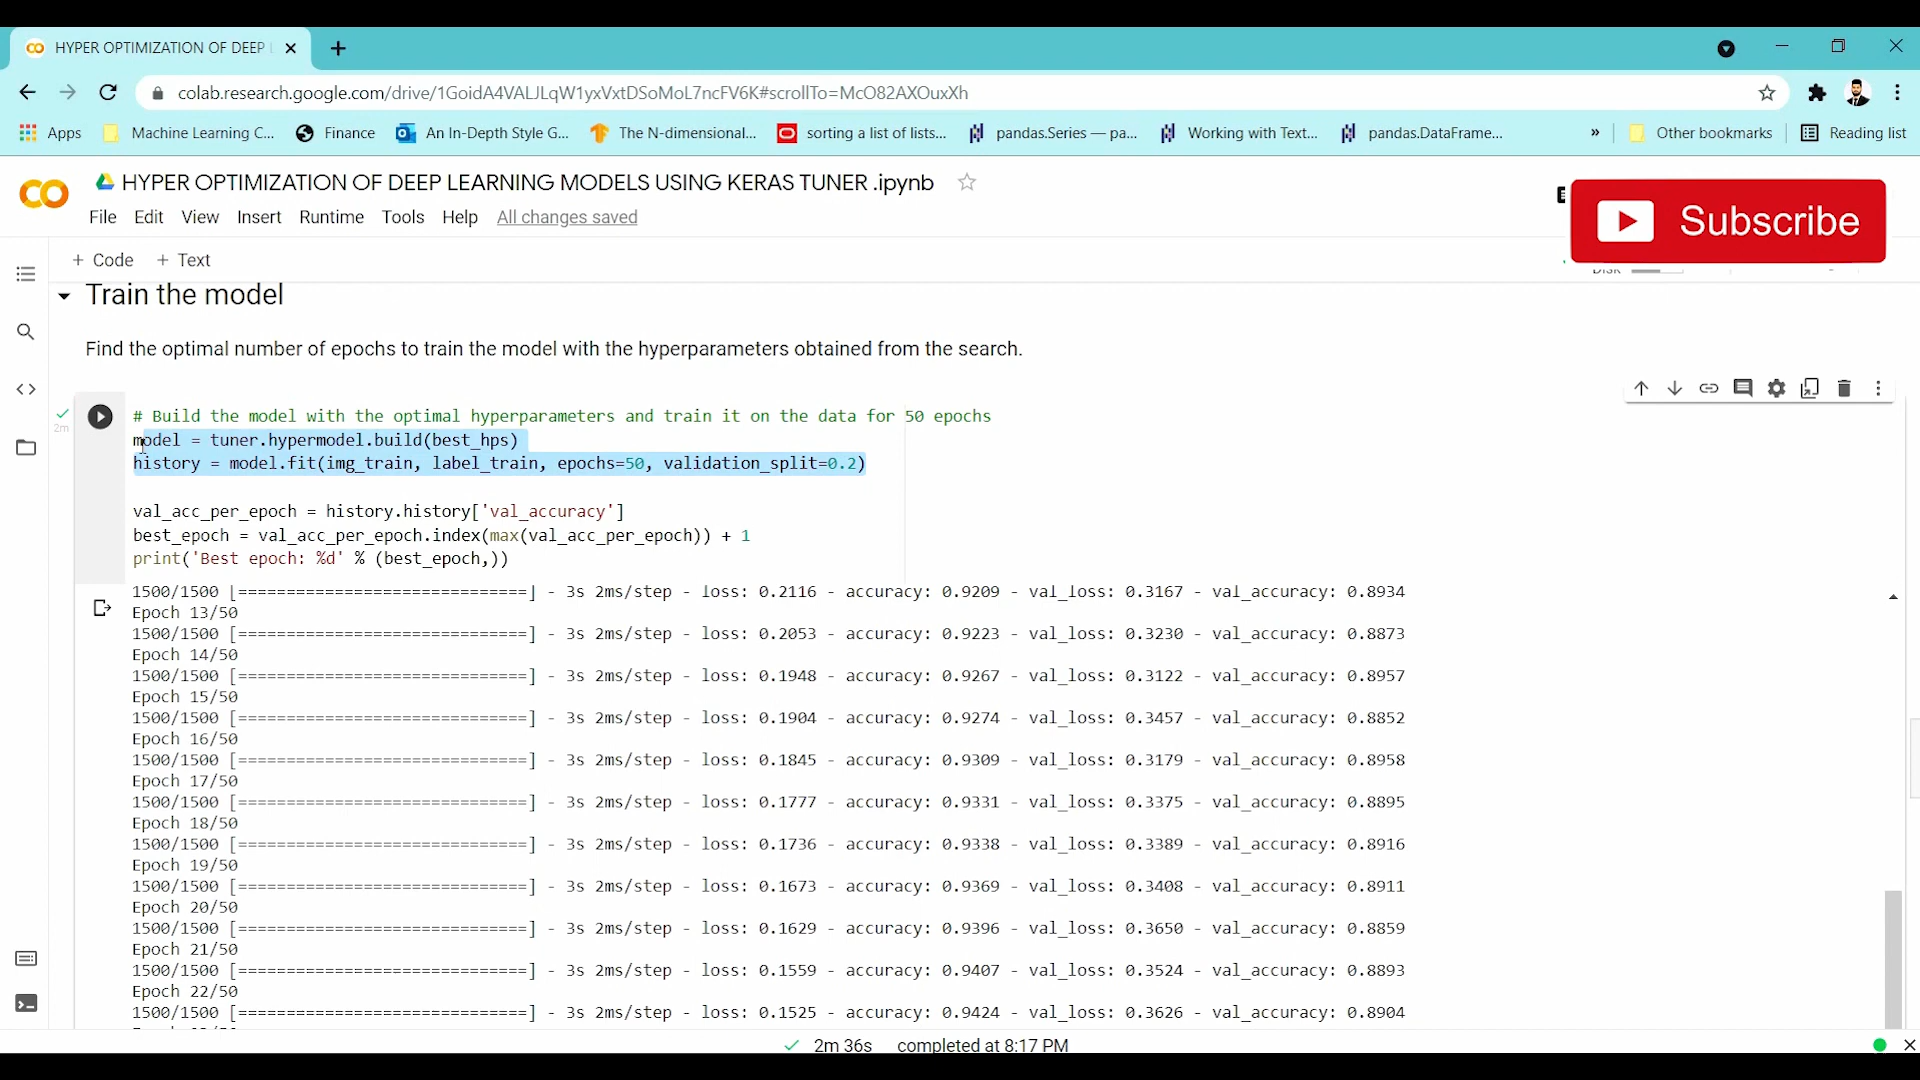 HYPER OPTIMIZATION OF DEEP L
colab.research.google.com/drive/1GoidA4VALJLqW1yxVxtDSoMoL7ncFV6K#scrollTo=McO82AXOuxXh
Apps Machine Learning C... Finance An In-Depth Style G... The N-dimensional... sorting a list of lists... pandas.Series — pa... Working with Text... pandas.DataFrame... » Other bookmarks Reading list
HYPER OPTIMIZATION OF DEEP LEARNING MODELS USING KERAS TUNER .ipynb
Subscribe
File Edit View Insert Runtime Tools Help All changes saved
+ Code + Text
Disk
Train the model
Find the optimal number of epochs to train the model with the hyperparameters obtained from the search.
# Build the model with the optimal hyperparameters and train it on the data for 50 epochs
2m
model = tuner.hypermodel.build(best_hps)
history = model.fit(img_train, label_train, epochs=50, validation_split=0.2)
val_acc_per_epoch = history.history['val_accuracy']
best_epoch = val_acc_per_epoch.index(max(val_acc_per_epoch)) + 1
print('Best epoch: %d' % (best_epoch,))
1500/1500 [==============================] - 3s 2ms/step - loss: 0.2116 - accuracy: 0.9209 - val_loss: 0.3167 - val_accuracy: 0.8934
Epoch 13/50
1500/1500 [==============================] - 3s 2ms/step - loss: 0.2053 - accuracy: 0.9223 - val_loss: 0.3230 - val_accuracy: 0.8873
Epoch 14/50
1500/1500 [==============================] - 3s 2ms/step - loss: 0.1948 - accuracy: 0.9267 - val_loss: 0.3122 - val_accuracy: 0.8957
Epoch 15/50
1500/1500 [==============================] - 3s 2ms/step - loss: 0.1904 - accuracy: 0.9274 - val_loss: 0.3457 - val_accuracy: 0.8852
Epoch 16/50
1500/1500 [==============================] - 3s 2ms/step - loss: 0.1845 - accuracy: 0.9309 - val_loss: 0.3179 - val_accuracy: 0.8958
Epoch 17/50
1500/1500 [==============================] - 3s 2ms/step - loss: 0.1777 - accuracy: 0.9331 - val_loss: 0.3375 - val_accuracy: 0.8895
Epoch 18/50
1500/1500 [==============================] - 3s 2ms/step - loss: 0.1736 - accuracy: 0.9338 - val_loss: 0.3389 - val_accuracy: 0.8916
Epoch 19/50
1500/1500 [==============================] - 3s 2ms/step - loss: 0.1673 - accuracy: 0.9369 - val_loss: 0.3408 - val_accuracy: 0.8911
Epoch 20/50
1500/1500 [==============================] - 3s 2ms/step - loss: 0.1629 - accuracy: 0.9396 - val_loss: 0.3650 - val_accuracy: 0.8859
Epoch 21/50
1500/1500 [==============================] - 3s 2ms/step - loss: 0.1559 - accuracy: 0.9407 - val_loss: 0.3524 - val_accuracy: 0.8893
Epoch 22/50
1500/1500 [==============================] - 3s 2ms/step - loss: 0.1525 - accuracy: 0.9424 - val_loss: 0.3626 - val_accuracy: 0.8904
2m 36s completed at 8:17 PM